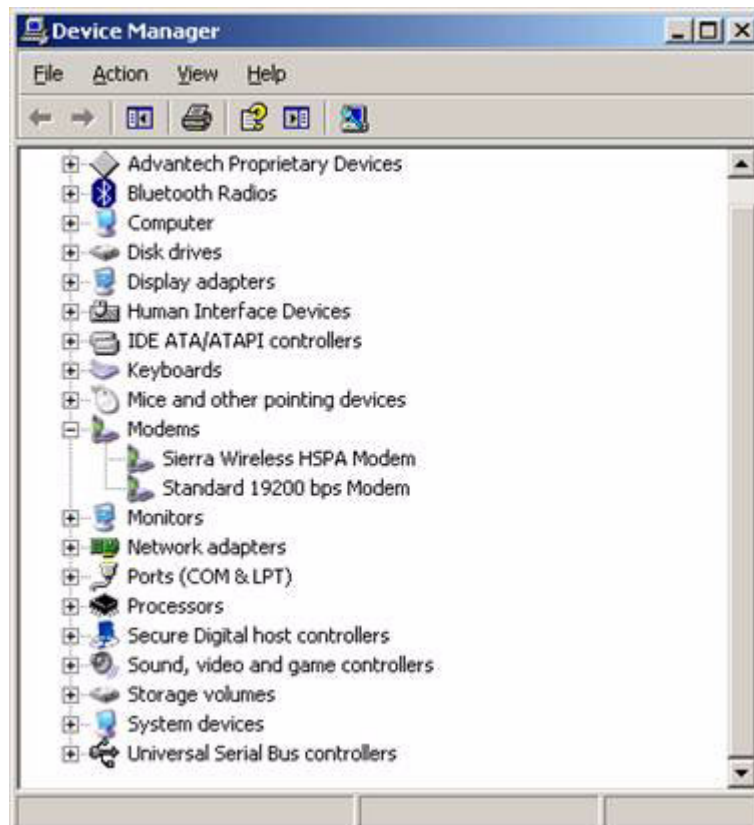 Device Manager
File Action View Help
Advantech Proprietary Devices
Bluetooth Radios
Computer
Disk drives
Display adapters
Human Interface Devices
IDE ATA/ATAPI controllers
Keyboards
Mice and other pointing devices
Modems
Sierra Wireless HSPA Modem
Standard 19200 bps Modem
Monitors
Network adapters
Ports (COM & LPT)
Processors
Secure Digital host controllers
Sound, video and game controllers
Storage volumes
System devices
Universal Serial Bus controllers